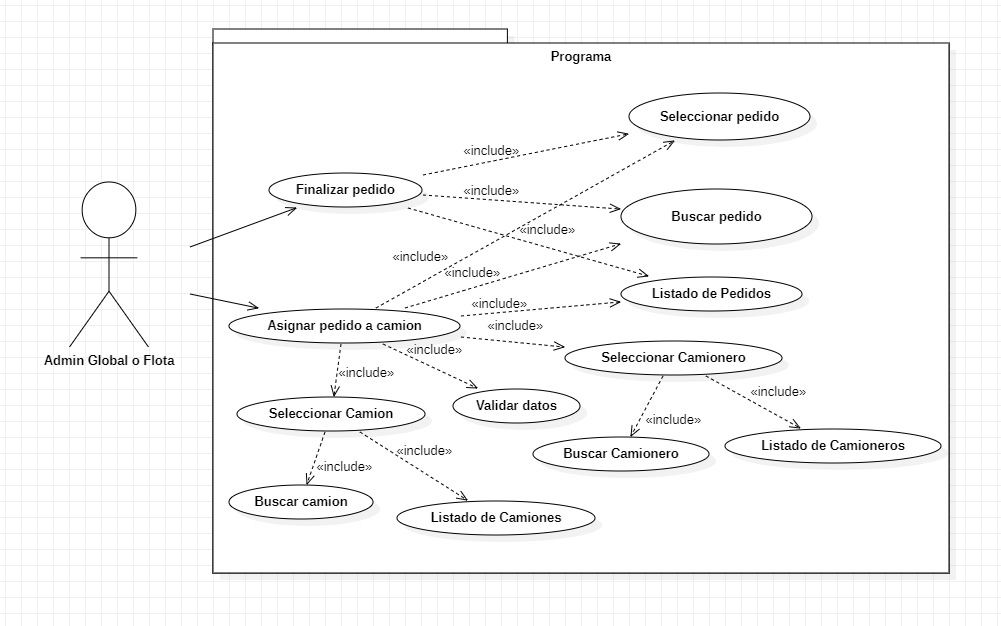 Programa
Seleccionar pedido
«include»
Finalizar pedido
«include»
Buscar pedido
«include»
«include»
«include»
Listado de Pedidos
«include»
Asignar pedido a camion
«include»
«include»
Seleccionar Camionero
Admin Global o Flota
«include»
«include»
Validar datos
Seleccionar Camion
«include»
Buscar Camionero
Listado de Camioneros
«include»
«include»
Buscar camion
Listado de Camiones